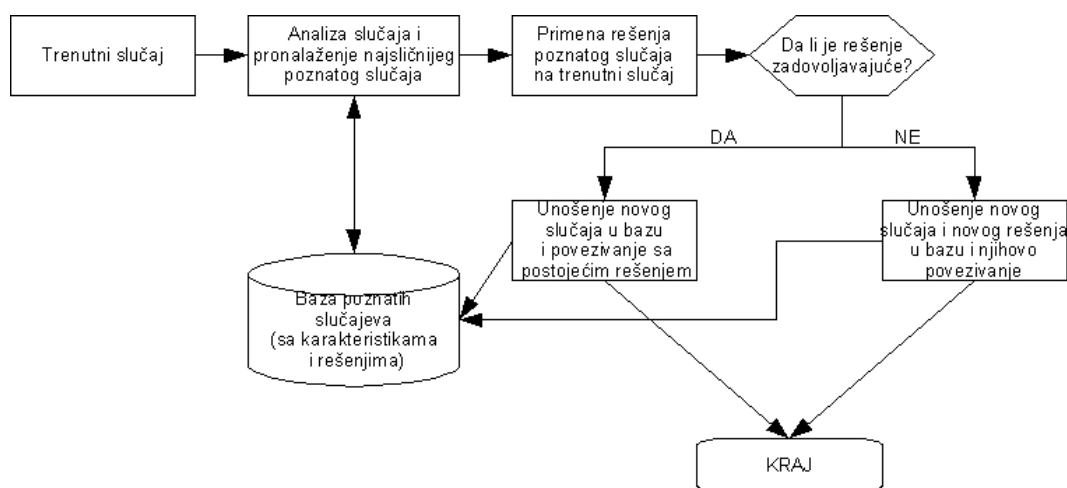 Trenutni slučaj
Analiza slučaja i
pronalaženje najsličnijeg
poznatog slučaja
Primena rešenja
poznatog slučaja
na trenutni slučaj
Da li je rešenje
zadovoljavajuće?
DA
NE
Unošenje novog
slučaja u bazu
i povezivanje sa
postojećim rešenjem
Unošenje novog
slučaja i novog rešenja
u bazu i njihovo
povezivanje
Baza poznatih
slučajeva
(sa karakteristikama
i rešenjima)
KRAJ